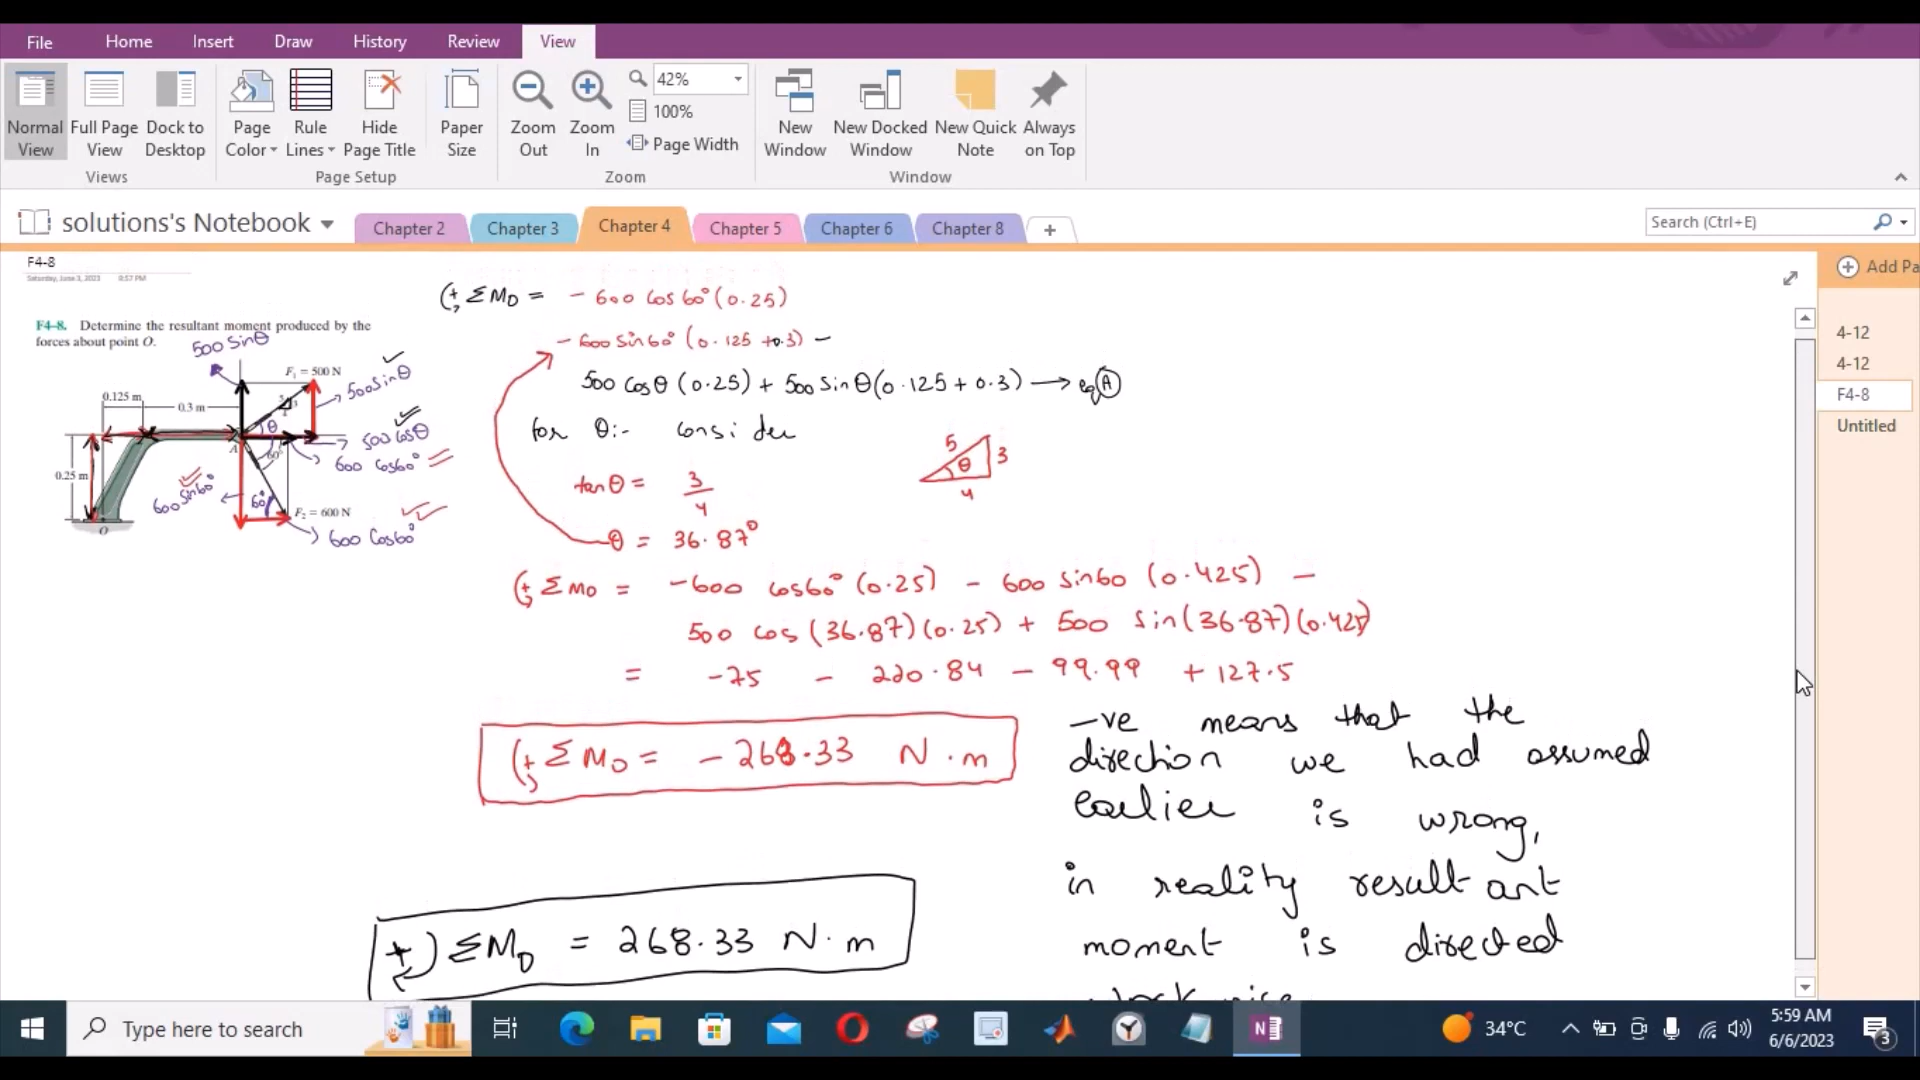 File Home Insert Draw History Review View
42%
100%
Page Width
Normal View
Full Page View
Dock to Desktop
Page Color
Rule Lines
Hide Page Title
Paper Size
Zoom Out
Zoom In
New Window
New Docked Window
New Quick Note
Always on Top
Views Page Setup Zoom Window
solutions's Notebook Chapter 2 Chapter 3 Chapter 4 Chapter 5 Chapter 6 Chapter 8 + Search (Ctrl+E)
F4-8
Saturday, June 3, 2023 9:57 PM
Add Pa
4-12
4-12
F4-8
Untitled
F4–8. Determine the resultant moment produced by the
forces about point O.
500 sinθ
F₁ = 500 N
500 sinθ
0.125 m
0.3 m
θ
500 cosθ
A
60°
600 cos60°
0.25 m
600 sin60°
60°
F₂ = 600 N
O
600 cos60°
(+ ΣMo = - 600 cos 60° (0.25)
- 600 sin 60° (0.125 + 0.3) -
500 cosθ (0.25) + 500 sinθ (0.125 + 0.3) → eq A
for θ:- consider
5 3
θ
4
tanθ = 3/4
θ = 36.87°
(+ ΣMo = -600 cos60° (0.25) - 600 sin60 (0.425) -
500 cos (36.87) (0.25) + 500 sin(36.87) (0.425)
= -75 - 220.84 - 99.99 + 127.5
(+ ΣMo = - 268.33 N.m
-ve means that the
direction we had assumed
earlier is wrong,
in reality resultant
moment is directed
+) ΣMo = 268.33 N.m
Type here to search
34°C
5:59 AM
6/6/2023
3